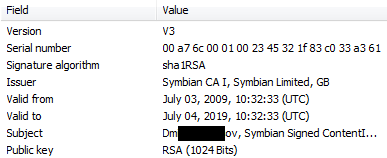 Field Value
Version V3
Serial number 00 a7 6c 00 01 00 23 45 32 1f 83 c0 33 a3 61
Signature algorithm sha1RSA
Issuer Symbian CA I, Symbian Limited, GB
Valid from July 03, 2009, 10:32:33 (UTC)
Valid to July 04, 2019, 10:32:33 (UTC)
Subject Dm ov, Symbian Signed ContentI...
Public key RSA (1024 Bits)